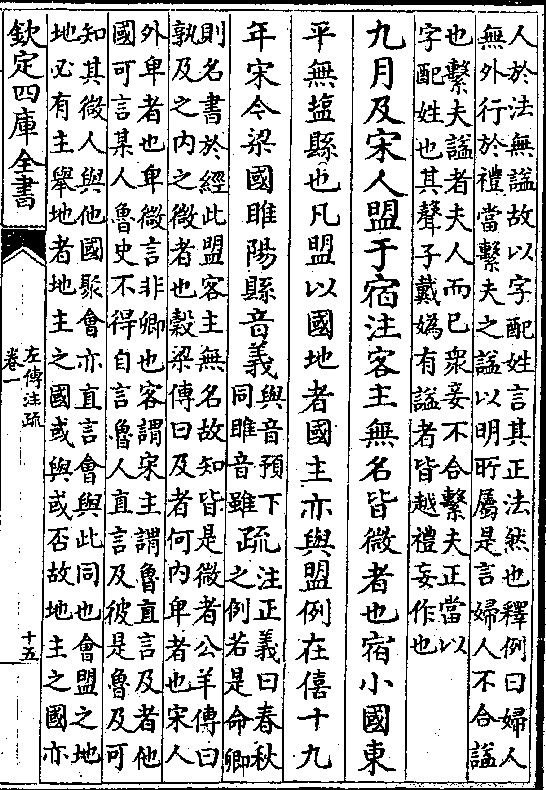 人於法無謚故以字配姓言其正法然也釋例曰婦人
無外行於禮當繫夫之謚以明所屬是言婦人不合謚
也繫夫謚者夫人而已衆妾不合繫夫正當以
字配姓也其聲子戴嬀有謚者皆越禮妄作也
九月及宋人盟于宿注客主無名皆微者也宿小國東
平無鹽縣也凡盟以國地者國主亦與盟例在僖十九
年宋今梁國睢陽縣音義與音預下
同睢音雖疏注正義曰春秋
之例若是命卿
則名書於經此盟客主無名故知皆是微者公羊傳曰
孰及之内之微者也穀梁傳曰及者何内卑者也宋人
外卑者也卑微言非卿也客謂宋主謂魯直言及者他
國可言某人魯史不得自言魯人直言及彼是魯及可
知其微人與他國聚會亦直言會與此同也會盟之地
地必有主舉地者地主之國或與或否故地主之國亦
欽定四庫全書
左傳注疏
卷一
十五